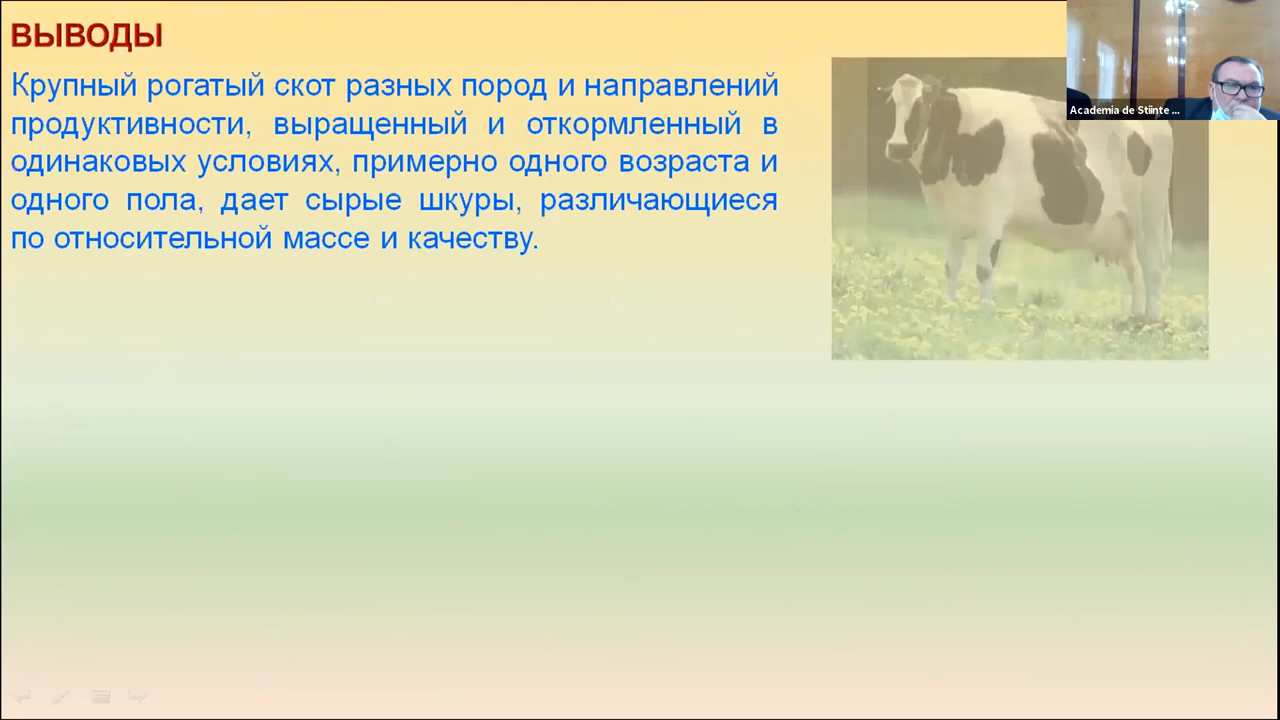 ВЫВОДЫ
Крупный рогатый скот разных пород и направлений
продуктивности, выращенный и откормленный в
одинаковых условиях, примерно одного возраста и
одного пола, дает сырые шкуры, различающиеся
по относительной массе и качеству.
Academia de Stiinte ...